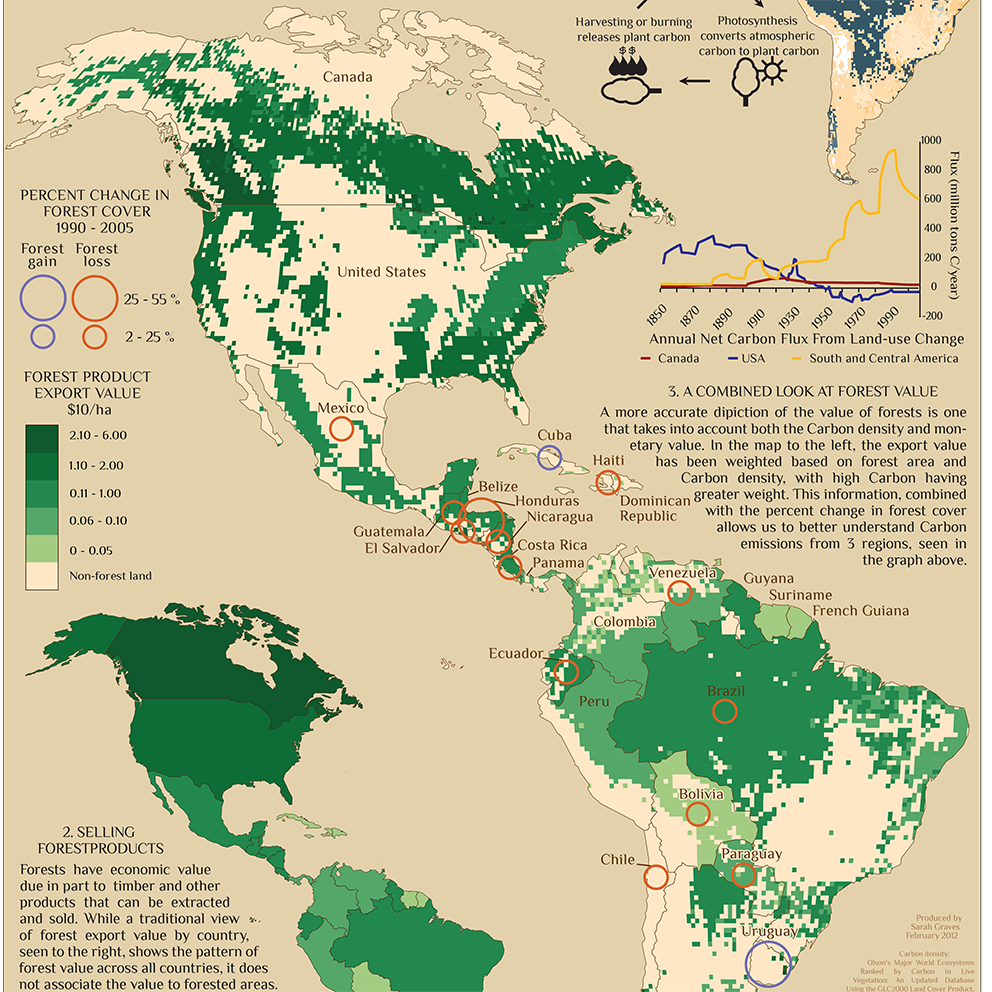 Harvesting or burning
releases plant carbon
Photosynthesis
converts atmospheric
carbon to plant carbon
$ $
Canada
United States
PERCENT CHANGE IN
FOREST COVER
1990 - 2005
Forest gain
Forest loss
25 - 55 %
2 - 25 %
FOREST PRODUCT
EXPORT VALUE
$10/ha
2.10 - 6.00
1.10 - 2.00
0.11 - 1.00
0.06 - 0.10
0 - 0.05
Non-forest land
1000
800
600
400
200
0
-200
Flux (million tons C/year)
1850
1870
1890
1910
1930
1950
1970
1990
Annual Net Carbon Flux From Land-use Change
Canada
USA
South and Central America
3. A COMBINED LOOK AT FOREST VALUE
A more accurate dipiction of the value of forests is one
that takes into account both the Carbon density and mon-
etary value. In the map to the left, the export value
has been weighted based on forest area and
Carbon density, with high Carbon having
greater weight. This information, combined
with the percent change in forest cover
allows us to better understand Carbon
emissions from 3 regions, seen in
the graph above.
Mexico
Cuba
Haiti
Dominican
Republic
Belize
Honduras
Nicaragua
Guatemala
El Salvador
Costa Rica
Panama
Venezuela
Guyana
Suriname
French Guiana
Colombia
Ecuador
Peru
Brazil
Bolivia
Chile
Paraguay
Uruguay
2. SELLING
FORESTPRODUCTS
Forests have economic value
due in part to timber and other
products that can be extracted
and sold. While a traditional view
of forest export value by country,
seen to the right, shows the pattern of
forest value across all countries, it does
not associate the value to forested areas.
Produced by
Sarah Graves
February 2012
Carbon density:
Olson's Major World Ecosystems
Ranked by Carbon in Live
Vegetation: An Updated Database
Using the GLC2000 Land Cover Product.